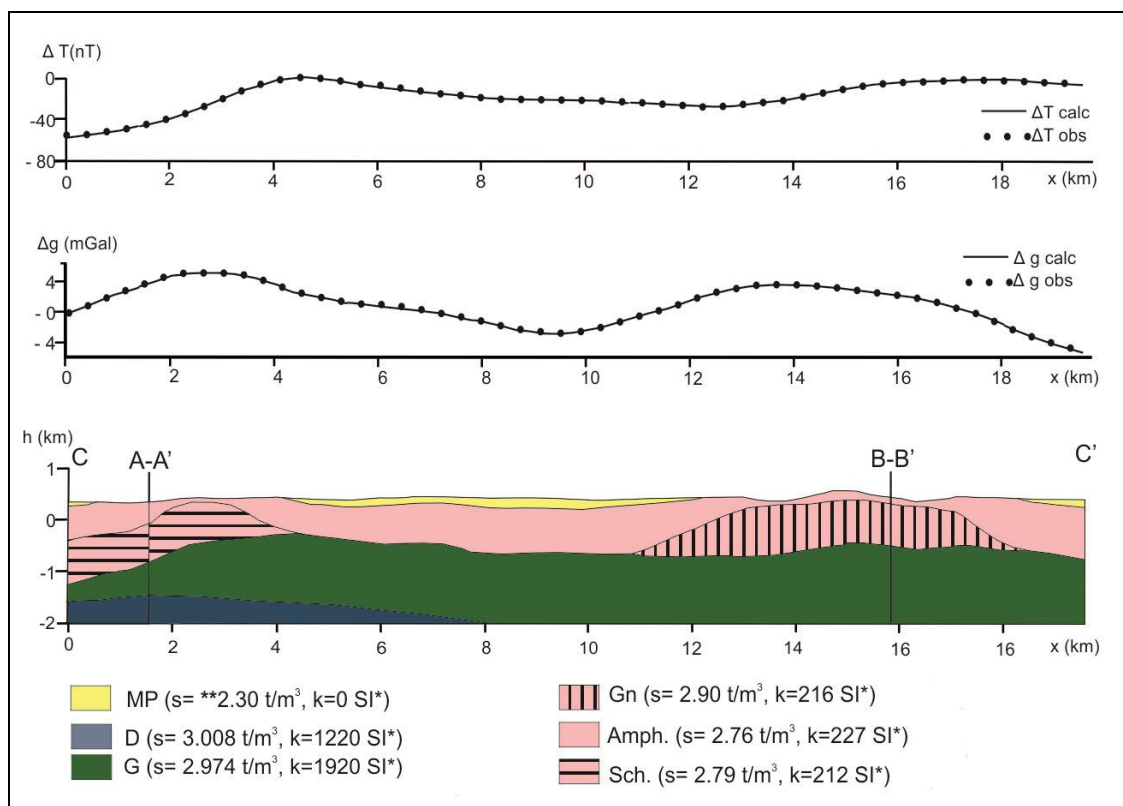 Δ T(nT)
0
-40
- 80
ΔT calc
ΔT obs
0 2 4 6 8 10 12 14 16 18 x (km)
Δg (mGal)
4
- 0
- 4
Δ g calc
Δ g obs
0 2 4 6 8 10 12 14 16 18 x (km)
h (km)
C A-A' B-B' C'
1
0
-1
-2
0 2 4 6 8 10 12 14 16 16 x (km)
MP (s= **2.30 t/m³, k=0 SI*)
D (s= 3.008 t/m³, k=1220 SI*)
G (s= 2.974 t/m³, k=1920 SI*)
Gn (s= 2.90 t/m³, k=216 SI*)
Amph. (s= 2.76 t/m³, k=227 SI*)
Sch. (s= 2.79 t/m³, k=212 SI*)